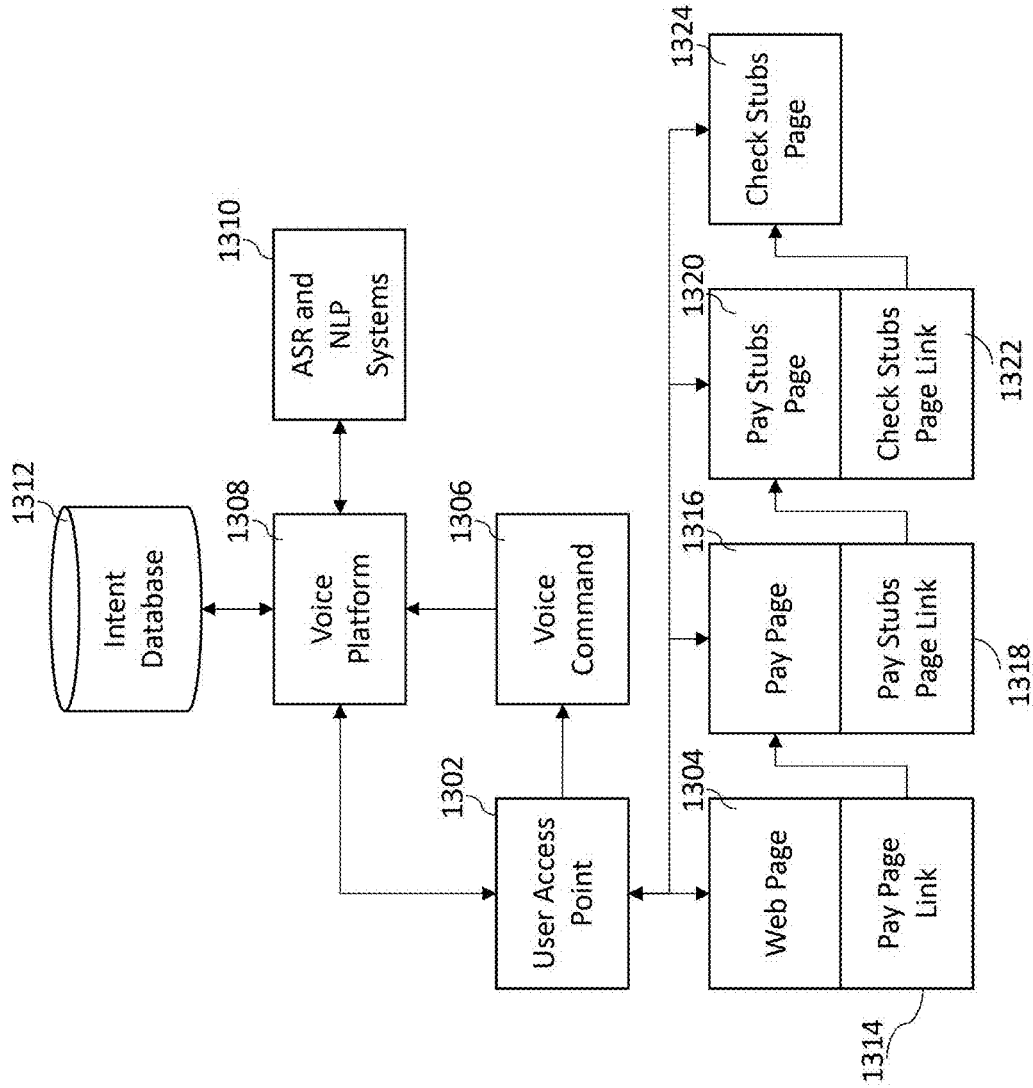 1312
Intent
Database
1308
Voice
Platform
1310
ASR and
NLP
Systems
1302
User Access
Point
1306
Voice
Command
1304
Web Page
Pay Page
Link
1314
1316
Pay Page
Pay Stubs
Page Link
1318
1320
Pay Stubs
Page
Check Stubs
Page Link
1322
1324
Check Stubs
Page